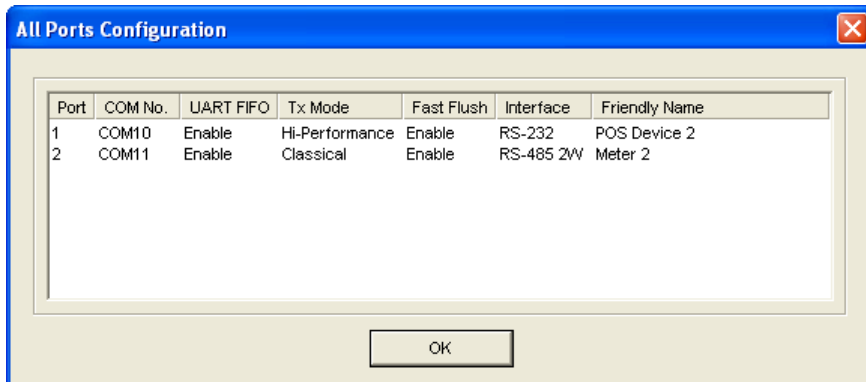 All Ports Configuration
Port COM No. UART FIFO Tx Mode Fast Flush Interface Friendly Name
1 COM10 Enable Hi-Performance Enable RS-232 POS Device 2
2 COM11 Enable Classical Enable RS-485 2W Meter 2
OK